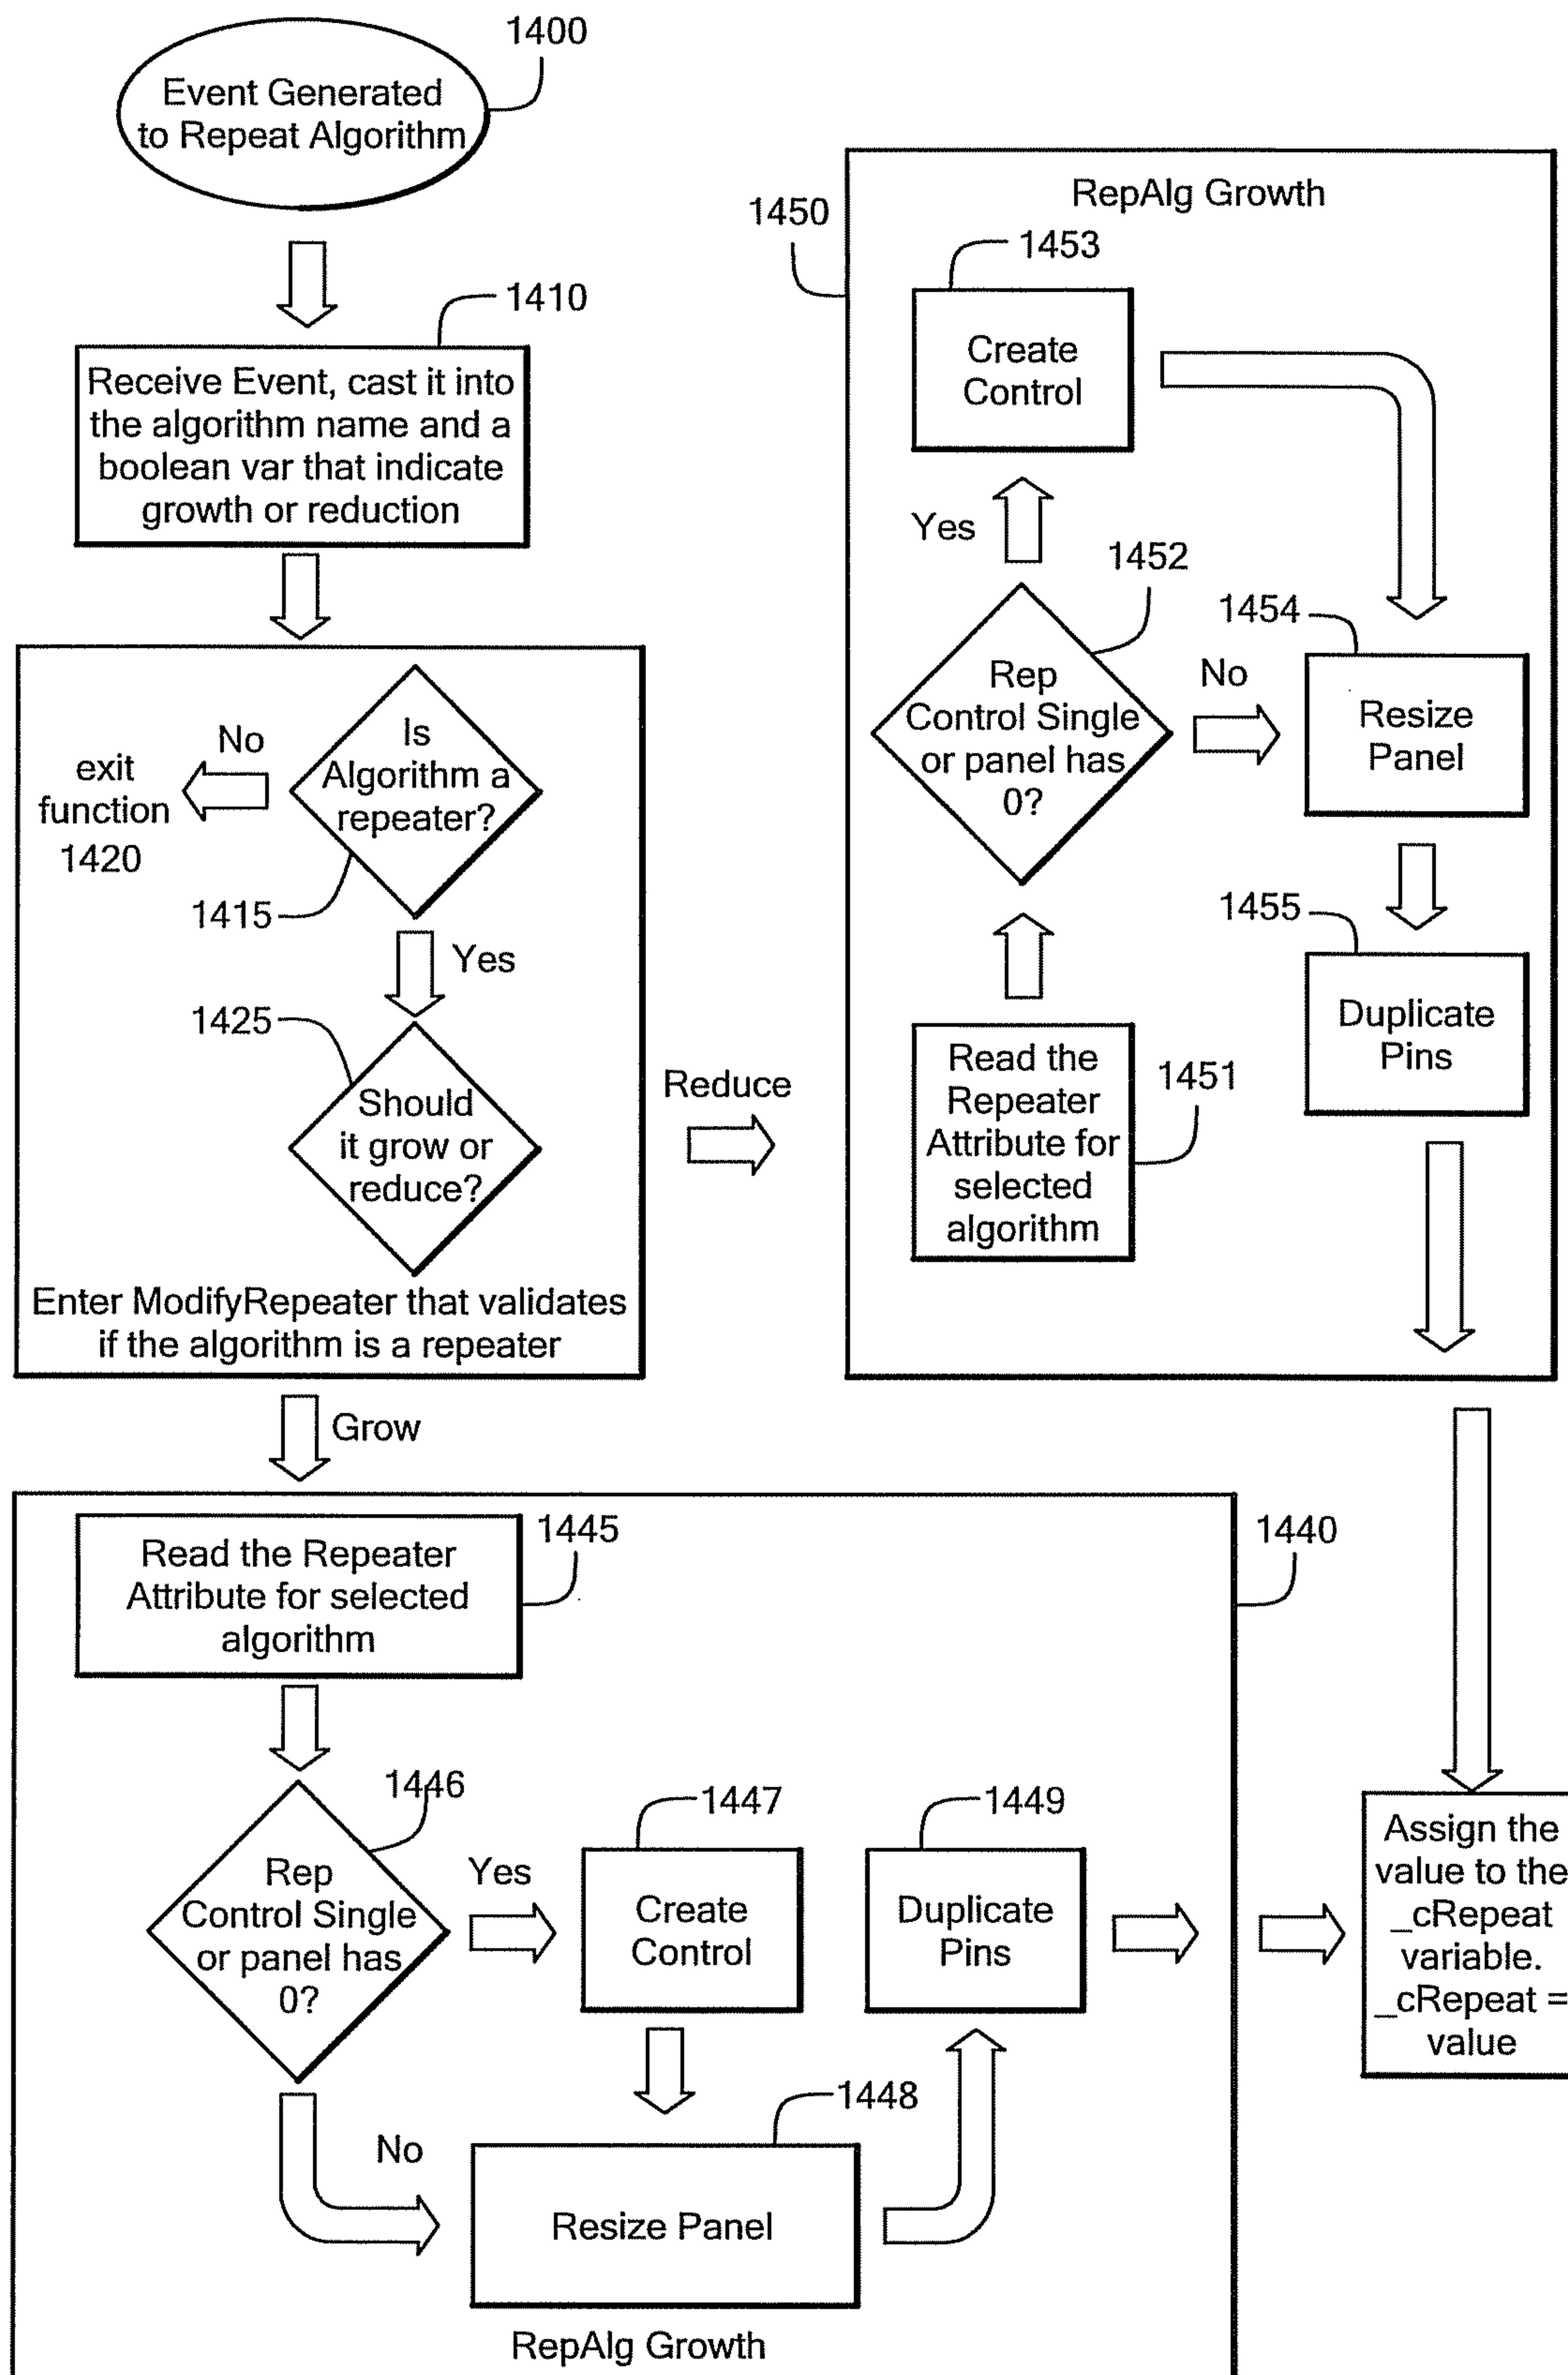 1400
Event Generated
to Repeat Algorithm
1410
Receive Event, cast it into
the algorithm name and a
boolean var that indicate
growth or reduction
Is
Algorithm a
repeater?
No
exit
function
1420
1415
Yes
1425
Should
it grow or
reduce?
Enter ModifyRepeater that validates
if the algorithm is a repeater
Reduce
Grow
1450
RepAlg Growth
1453
Create
Control
Yes
1452
Rep
Control Single
or panel has
0?
No
1454
Resize
Panel
1455
Duplicate
Pins
Read the
Repeater
Attribute for
selected
algorithm
1451
1445
Read the Repeater
Attribute for selected
algorithm
1440
1446
Rep
Control Single
or panel has
0?
Yes
1447
Create
Control
1449
Duplicate
Pins
No
1448
Resize Panel
RepAlg Growth
Assign the
value to the
_cRepeat
variable.
_cRepeat =
value